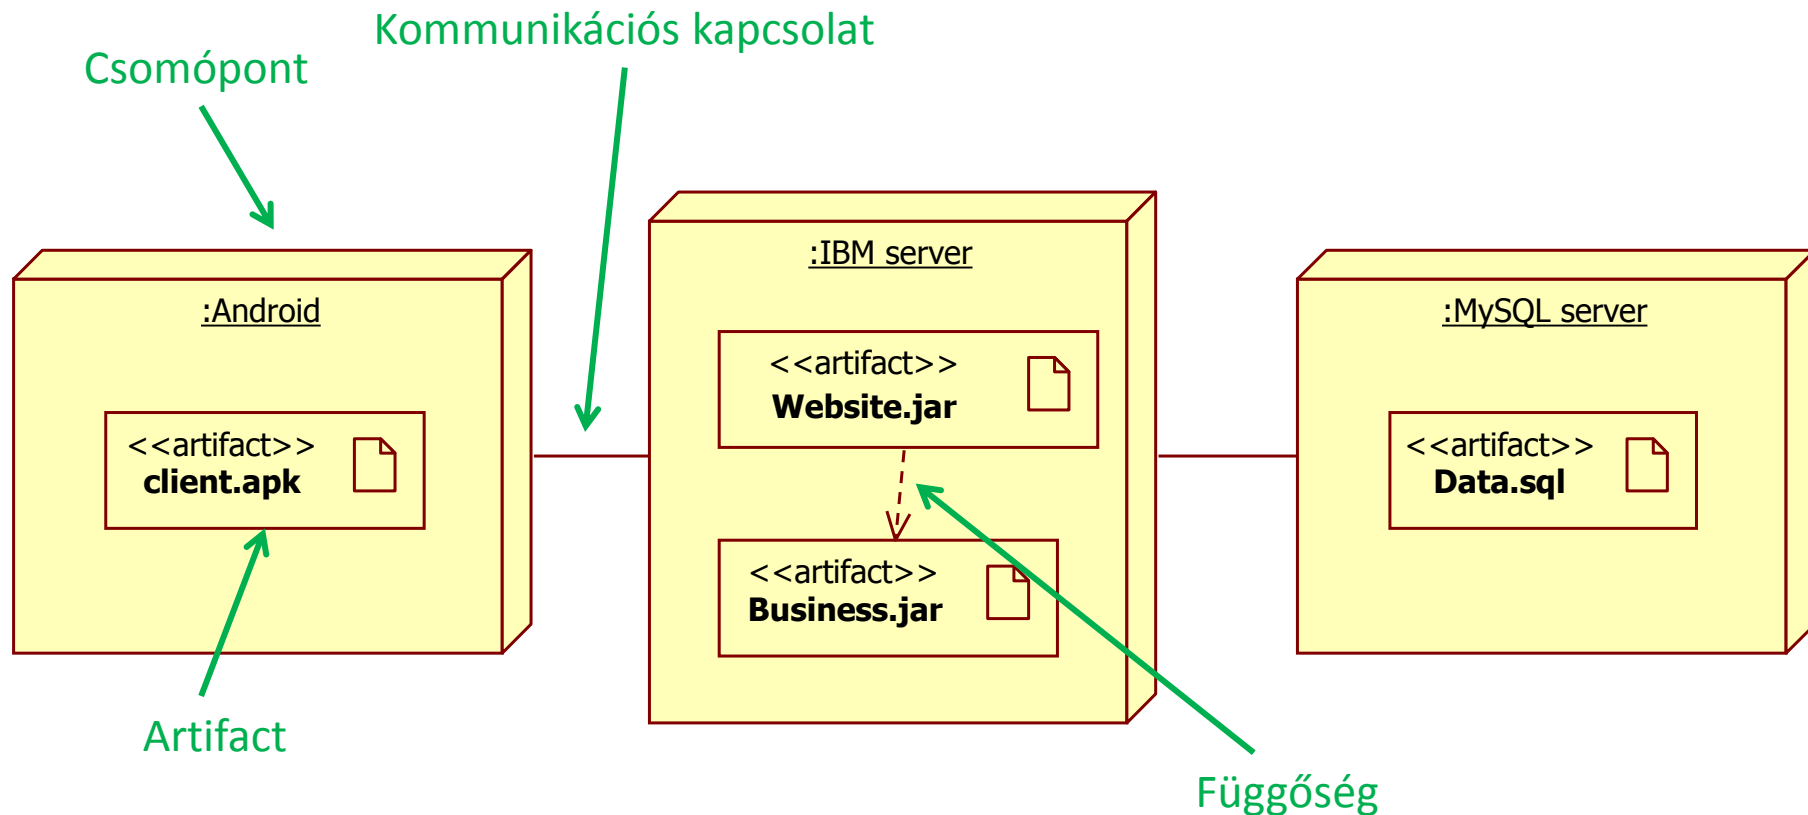 Kommunikációs kapcsolat
Csomópont
:Android
<<artifact>>
client.apk
Artifact
:IBM server
<<artifact>>
Website.jar
<<artifact>>
Business.jar
:MySQL server
<<artifact>>
Data.sql
Függőség